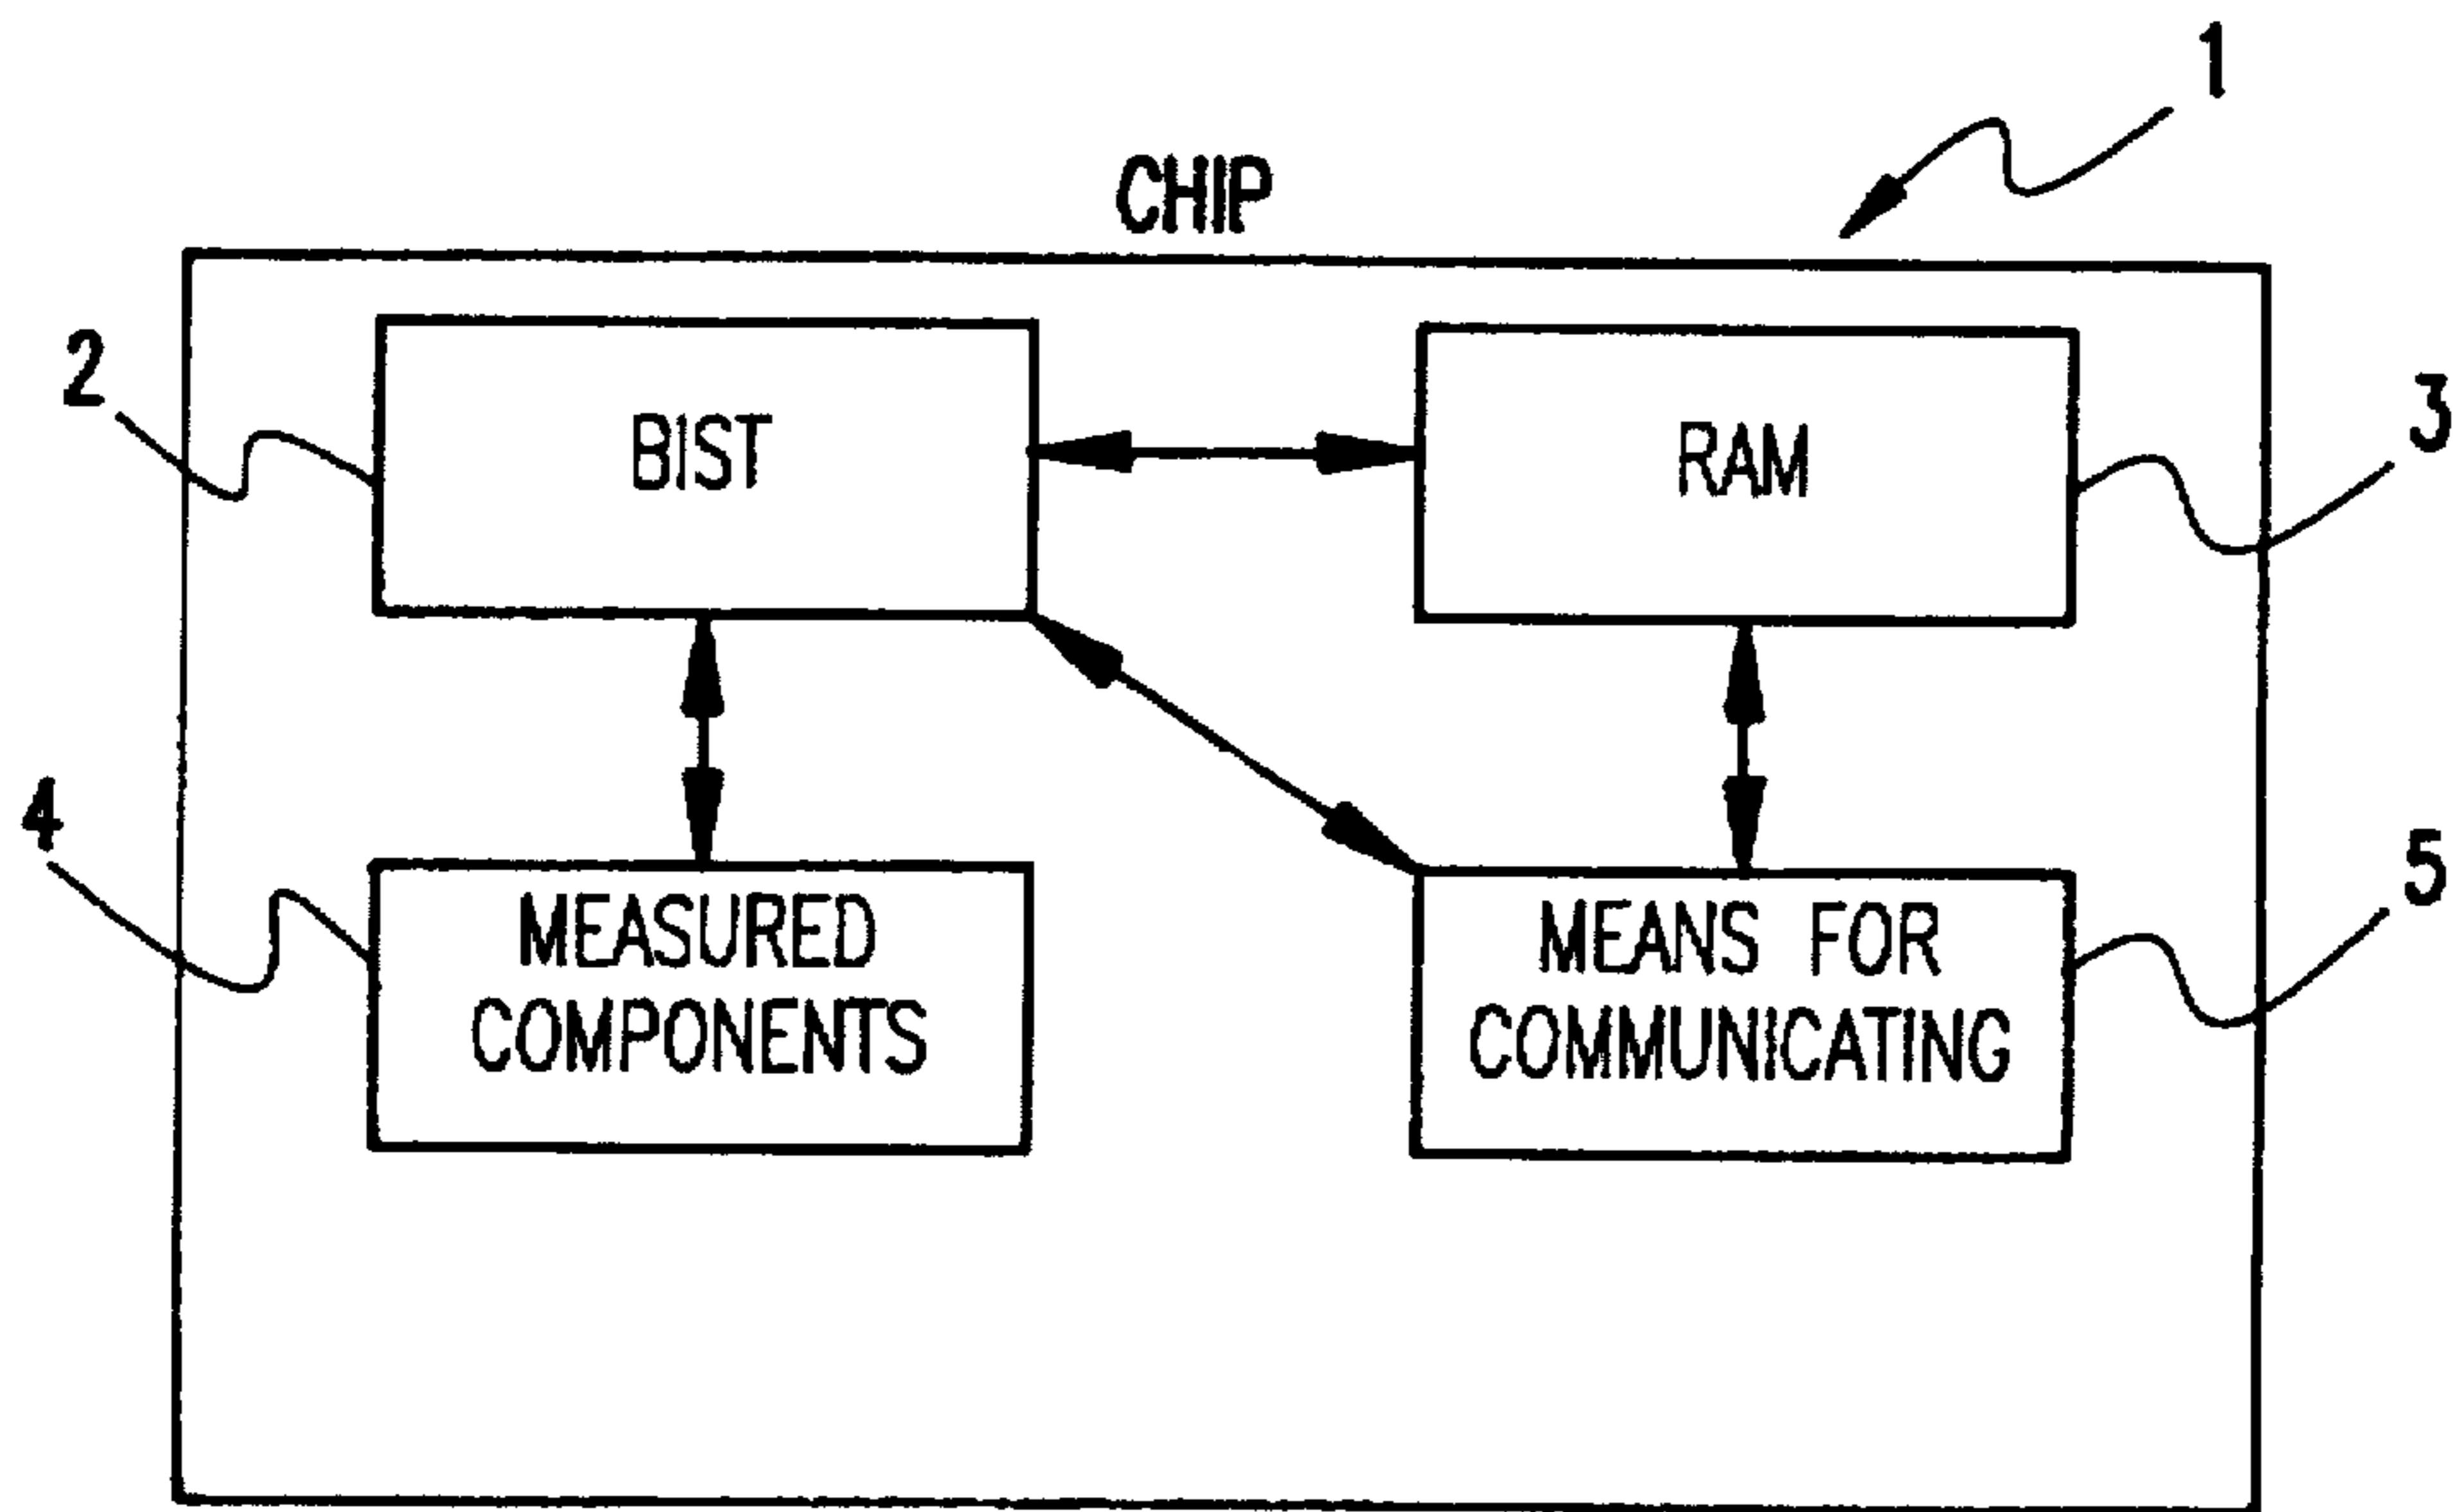 1
CHIP
2
BIST
RAM
3
4
MEASURED
COMPONENTS
MEANS FOR
COMMUNICATING
5